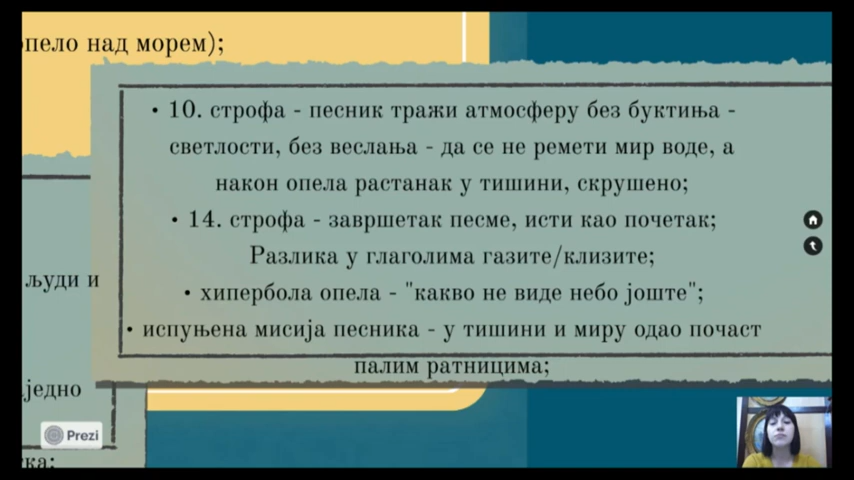 опело над морем);
• 10. строфа - песник тражи атмосферу без буктиња -
светлости, без веслања - да се не ремети мир воде, а
након опела растанак у тишини, скрушено;
• 14. строфа - завршетак песме, исти као почетак;
Разлика у глаголима газите/клизите;
• хипербола опела - "какво не виде небо јоште";
• испуњена мисија песника - у тишини и миру одао почаст
палим ратницима;
људи и
Prezi